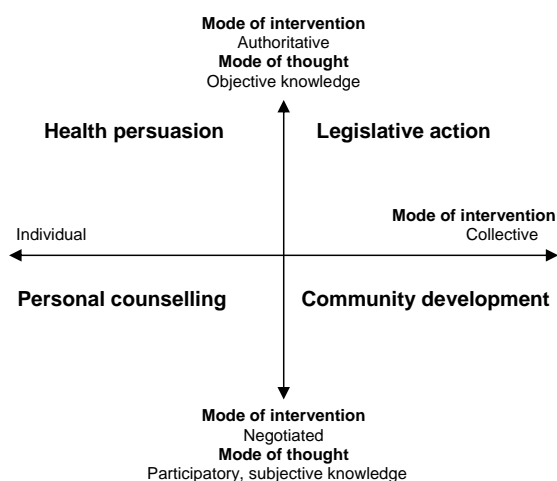 Mode of intervention
Authoritative
Mode of thought
Objective knowledge
Health persuasion
Legislative action
Individual
Mode of intervention
Collective
Personal counselling
Community development
Mode of intervention
Negotiated
Mode of thought
Participatory, subjective knowledge